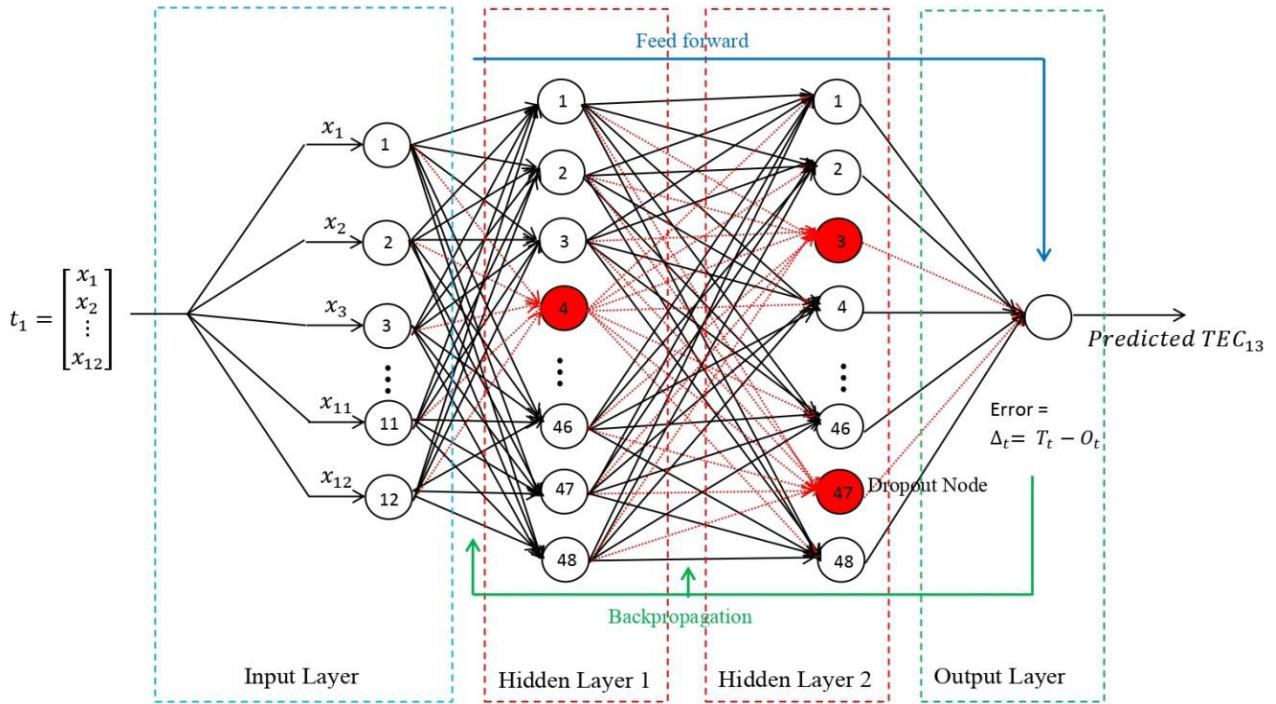 Feed forward
t₁ = [x₁ x₂ ⋮ x₁₂]
x₁
x₂
x₃
x₁₁
x₁₂
1
2
3
⋮
11
12
1
2
3
4
⋮
46
47
48
1
2
3
4
⋮
46
47
48
Dropout Node
Predicted TEC₁₃
Error =
Δₜ= Tₜ − Oₜ
Backpropagation
Input Layer
Hidden Layer 1
Hidden Layer 2
Output Layer